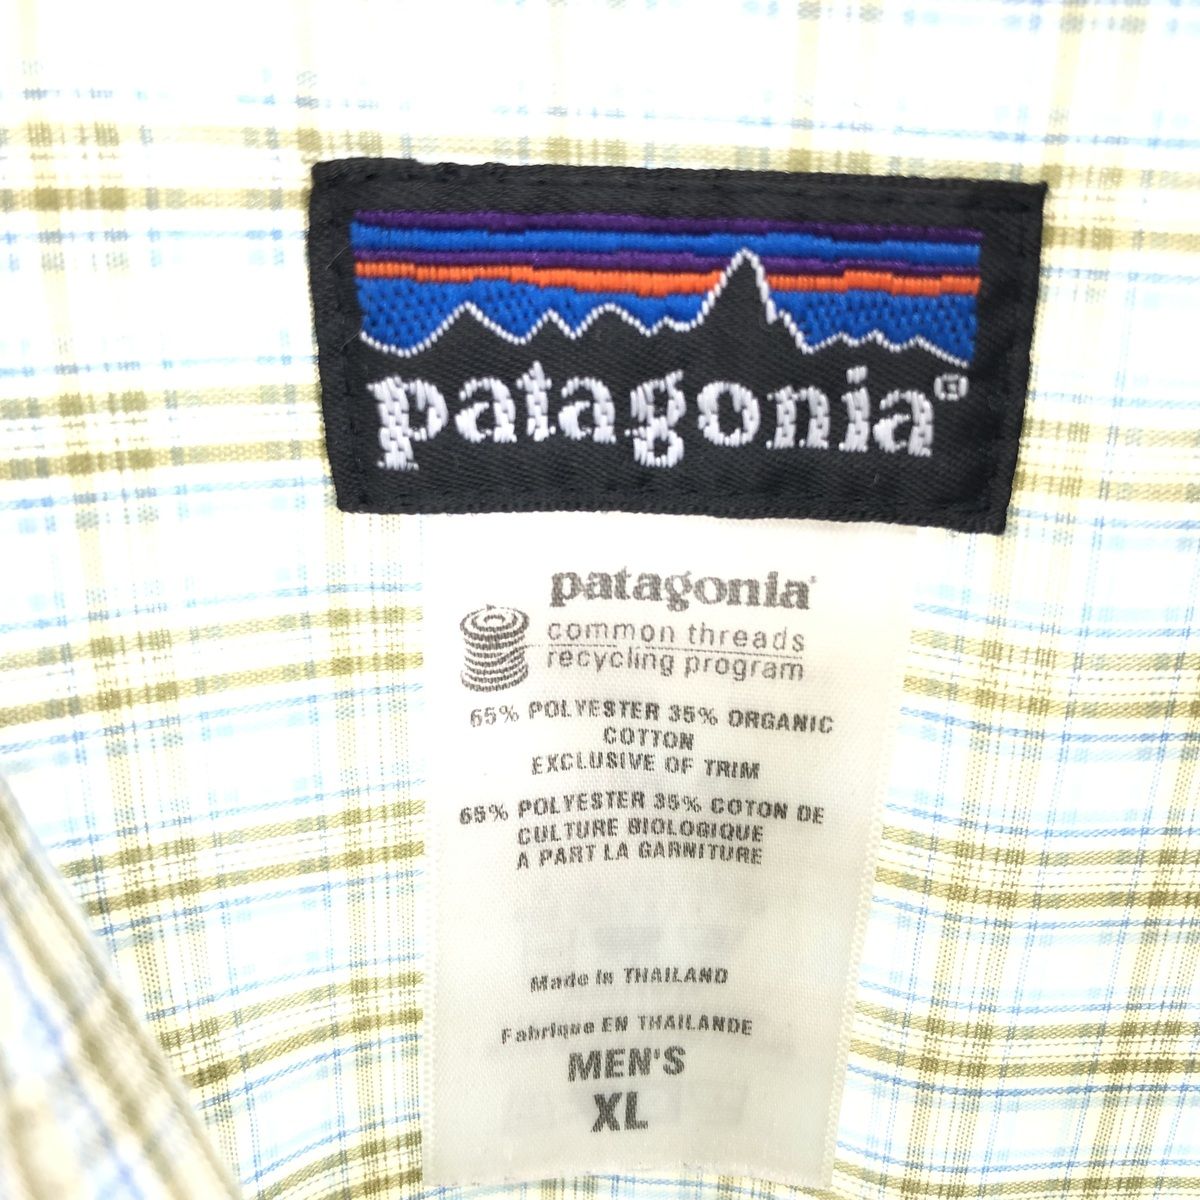 patagonia®
patagonia®
common threads
recycling program
65% POLYESTER 35% ORGANIC
COTTON
EXCLUSIVE OF TRIM
65% POLYESTER 35% COTON DE
CULTURE BIOLOGIQUE
A PART LA GARNITURE
Made in THAILAND
Fabrique EN THAILANDE
MEN'S
XL